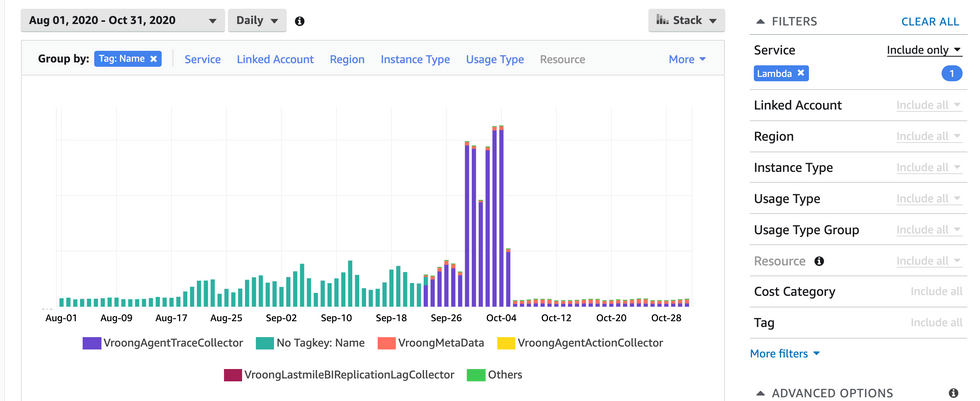 Aug 01, 2020 - Oct 31, 2020
Daily
Stack
Group by: Tag: Name × Service Linked Account Region Instance Type Usage Type Resource More
Aug-01 Aug-09 Aug-17 Aug-25 Sep-02 Sep-10 Sep-18 Sep-26 Oct-04 Oct-12 Oct-20 Oct-28
VroongAgentTraceCollector No Tagkey: Name VroongMetaData VroongAgentActionCollector
VroongLastmileBIReplicationLagCollector Others
FILTERS CLEAR ALL
Service Include only
Lambda × 1
Linked Account Include all
Region Include all
Instance Type Include all
Usage Type Include all
Usage Type Group Include all
Resource Include all
Cost Category Include all
Tag Include all
More filters
ADVANCED OPTIONS